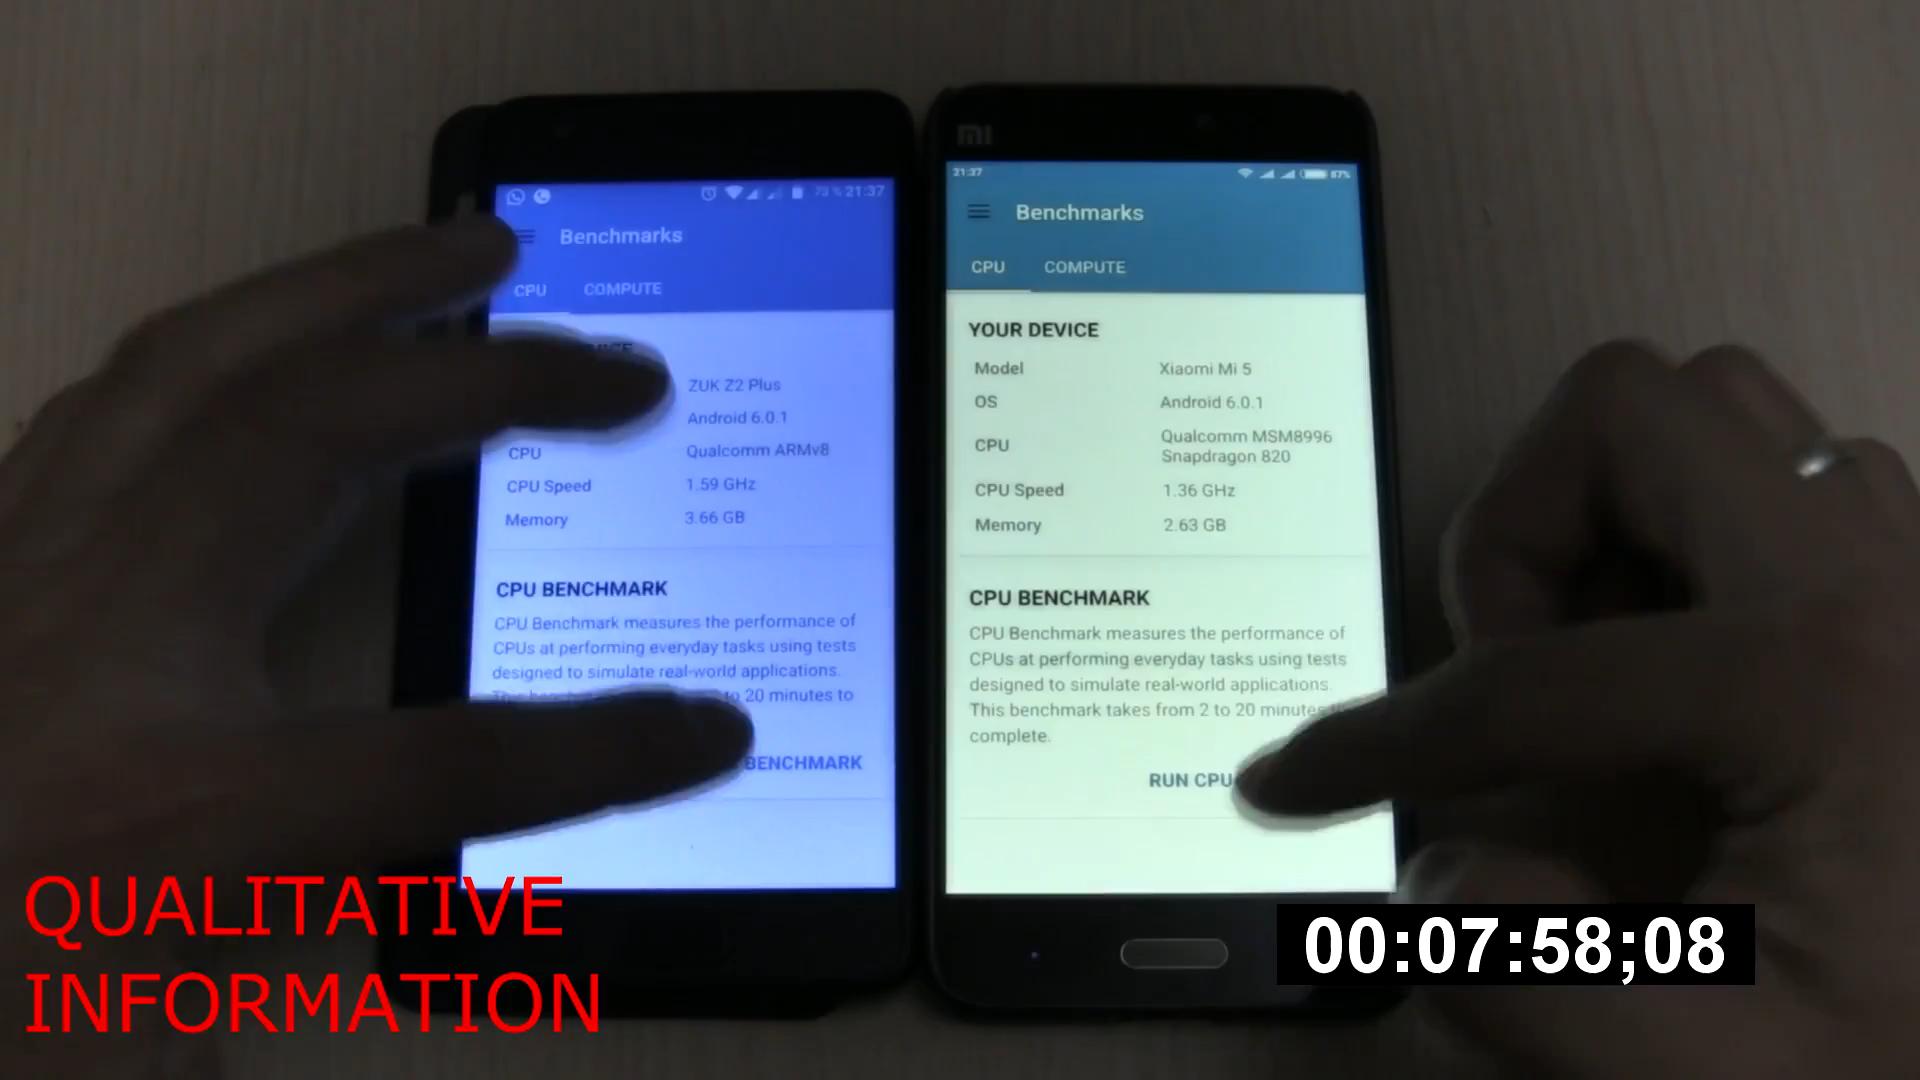 73 % 21:37
Benchmarks
CPU COMPUTE
ZUK Z2 Plus
Android 6.0.1
CPU Qualcomm ARMv8
CPU Speed 1.59 GHz
Memory 3.66 GB
CPU BENCHMARK
CPU Benchmark measures the performance of
CPUs at performing everyday tasks using tests
designed to simulate real-world applications.
to 20 minutes to
BENCHMARK
MI
21:37 87%
Benchmarks
CPU COMPUTE
YOUR DEVICE
Model Xiaomi Mi 5
OS Android 6.0.1
CPU Qualcomm MSM8996
Snapdragon 820
CPU Speed 1.36 GHz
Memory 2.63 GB
CPU BENCHMARK
CPU Benchmark measures the performance of
CPUs at performing everyday tasks using tests
designed to simulate real-world applications.
This benchmark takes from 2 to 20 minutes
complete.
RUN CPU
QUALITATIVE
INFORMATION
00:07:58;08